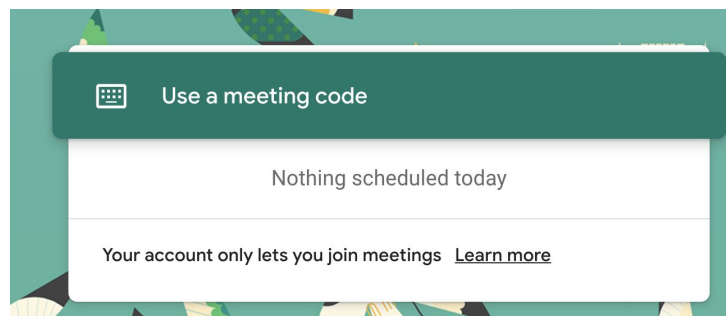 Use a meeting code
Nothing scheduled today
Your account only lets you join meetings Learn more